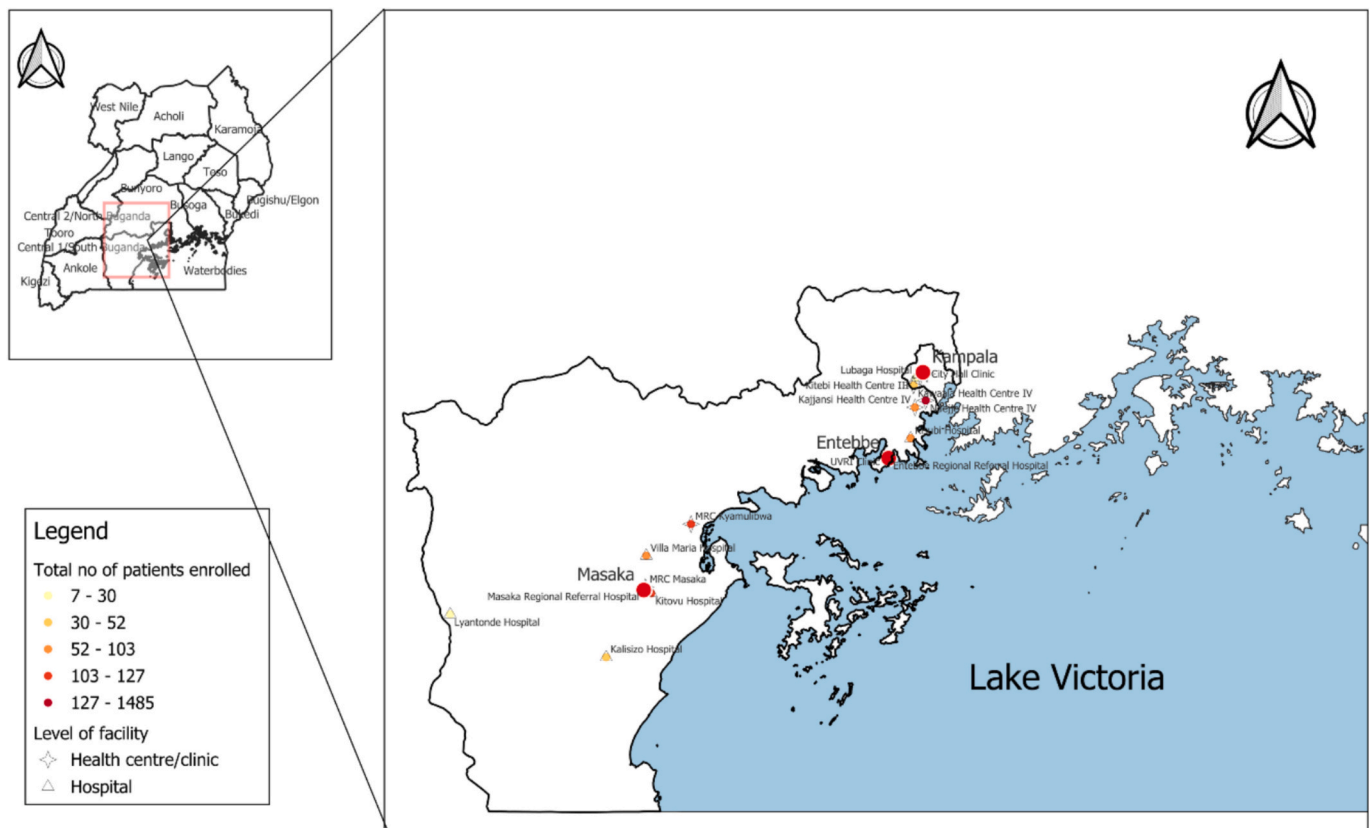 West Nile
Acholi
Karamoja
Lango
Teso
Bunyoro
Bugishu/Elgon
Busoga
Bukedi
Central 2/North Buganda
Tooro
Central 1/South Buganda
Ankole
Waterbodies
Kigezi
Kampala
Lubaga Hospital
City Hall Clinic
Kitebi Health Centre III
Kajjansi Health Centre IV
Health Centre IV
Health Centre IV
Hospital
Entebbe
UVRI Clinic
Entebbe Regional Referral Hospital
MRC Kyamulibwa
Villa Maria Hospital
Masaka
MRC Masaka
Masaka Regional Referral Hospital
Kitovu Hospital
Lyantonde Hospital
Kalisizo Hospital
Lake Victoria
Legend
Total no of patients enrolled
7 - 30
30 - 52
52 - 103
103 - 127
127 - 1485
Level of facility
Health centre/clinic
Hospital